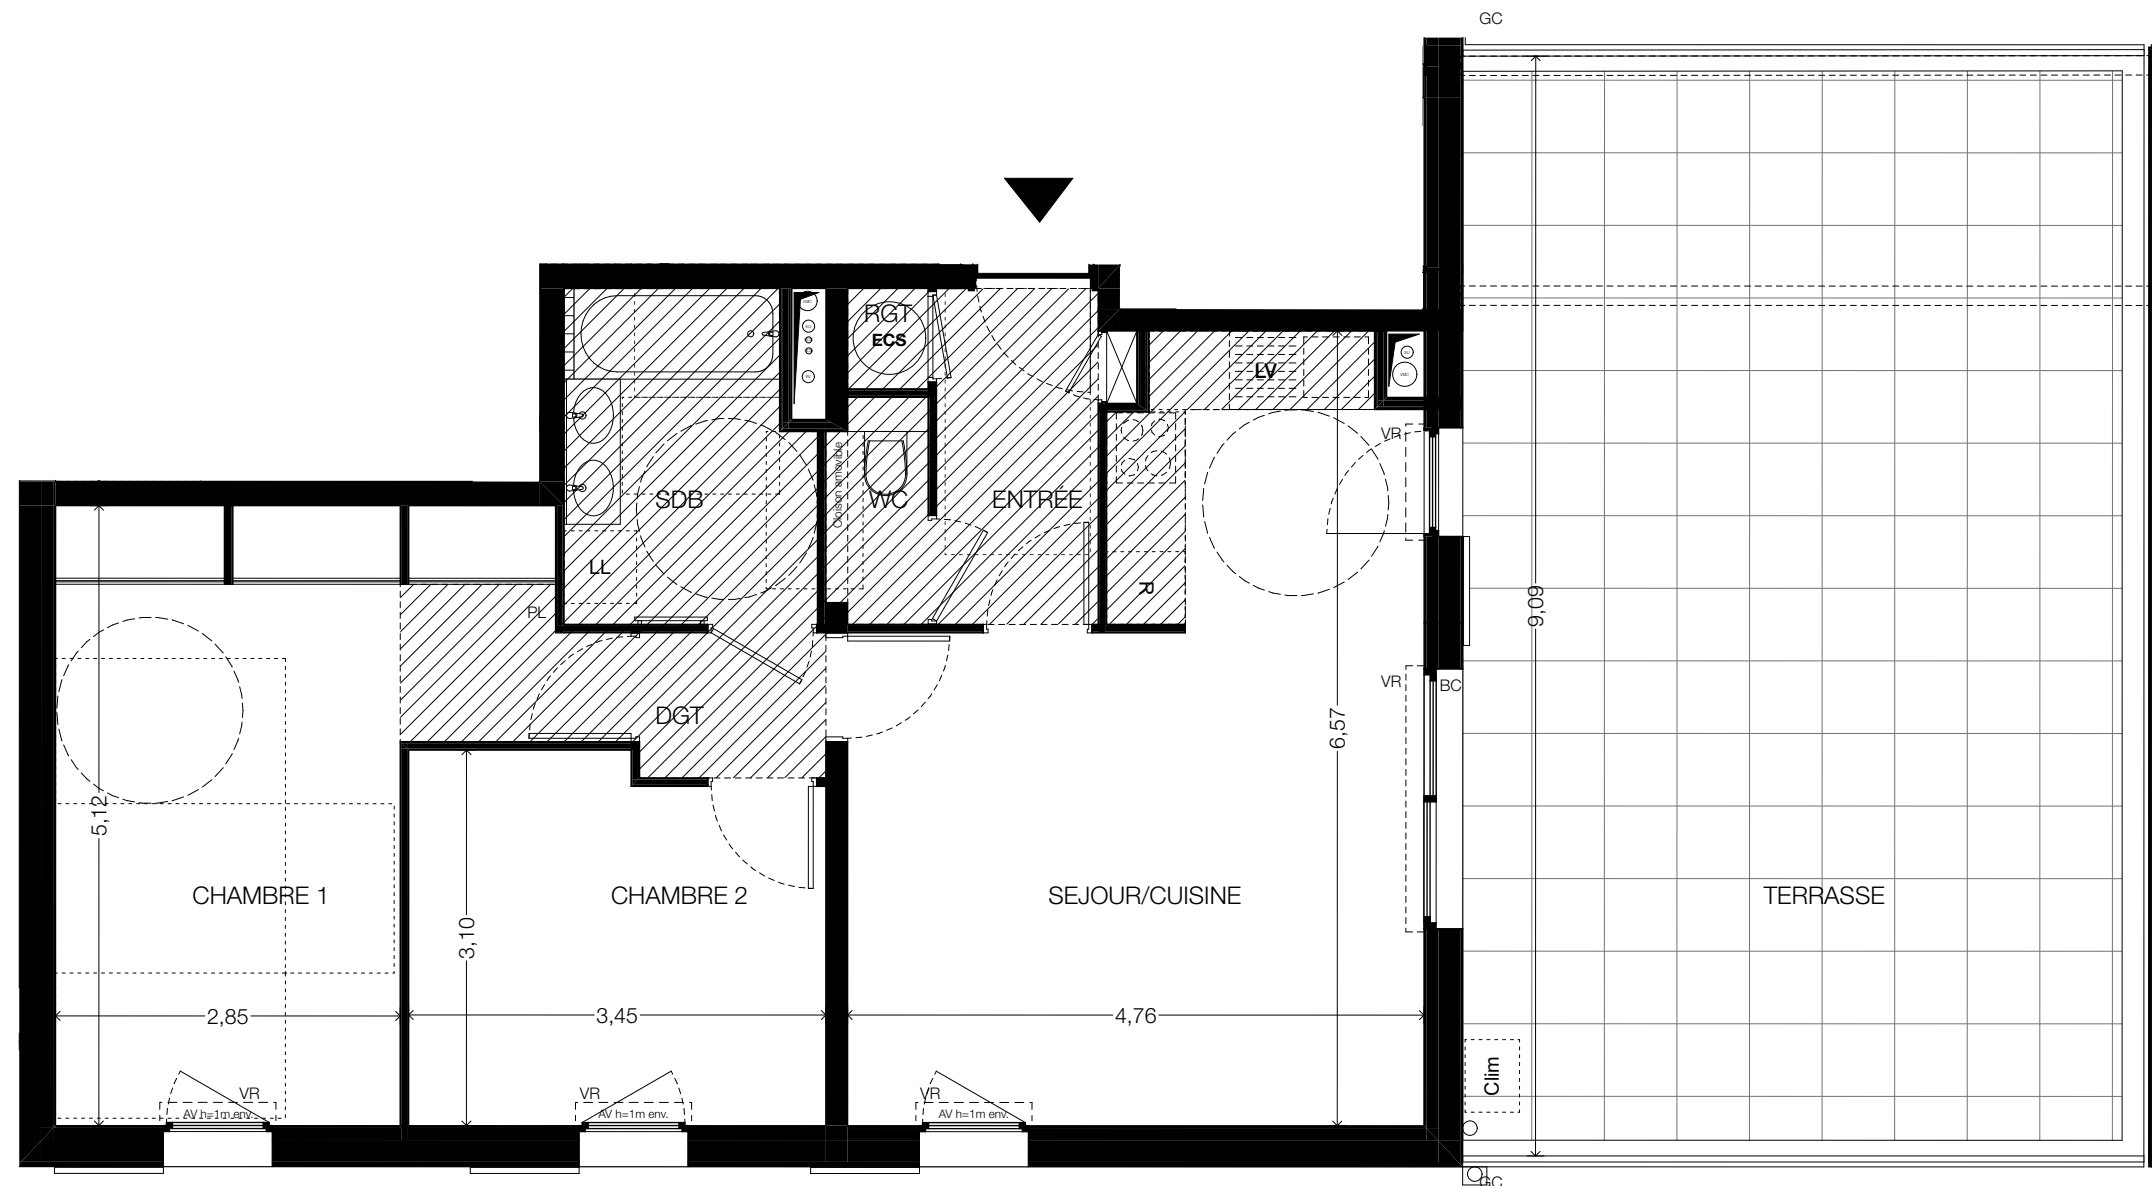 GC
RGT
ECS
LV
VR
Cloison amovible
SDB
WC
ENTRÉE
LL
R
PL
9,09
VR
BC
DGT
6,57
5,12
CHAMBRE 1
CHAMBRE 2
SEJOUR/CUISINE
TERRASSE
3,10
2,85
3,45
4,76
Clim
VR
VR
VR
AV h=1m env.
AV h=1m env.
AV h=1m env.
GC